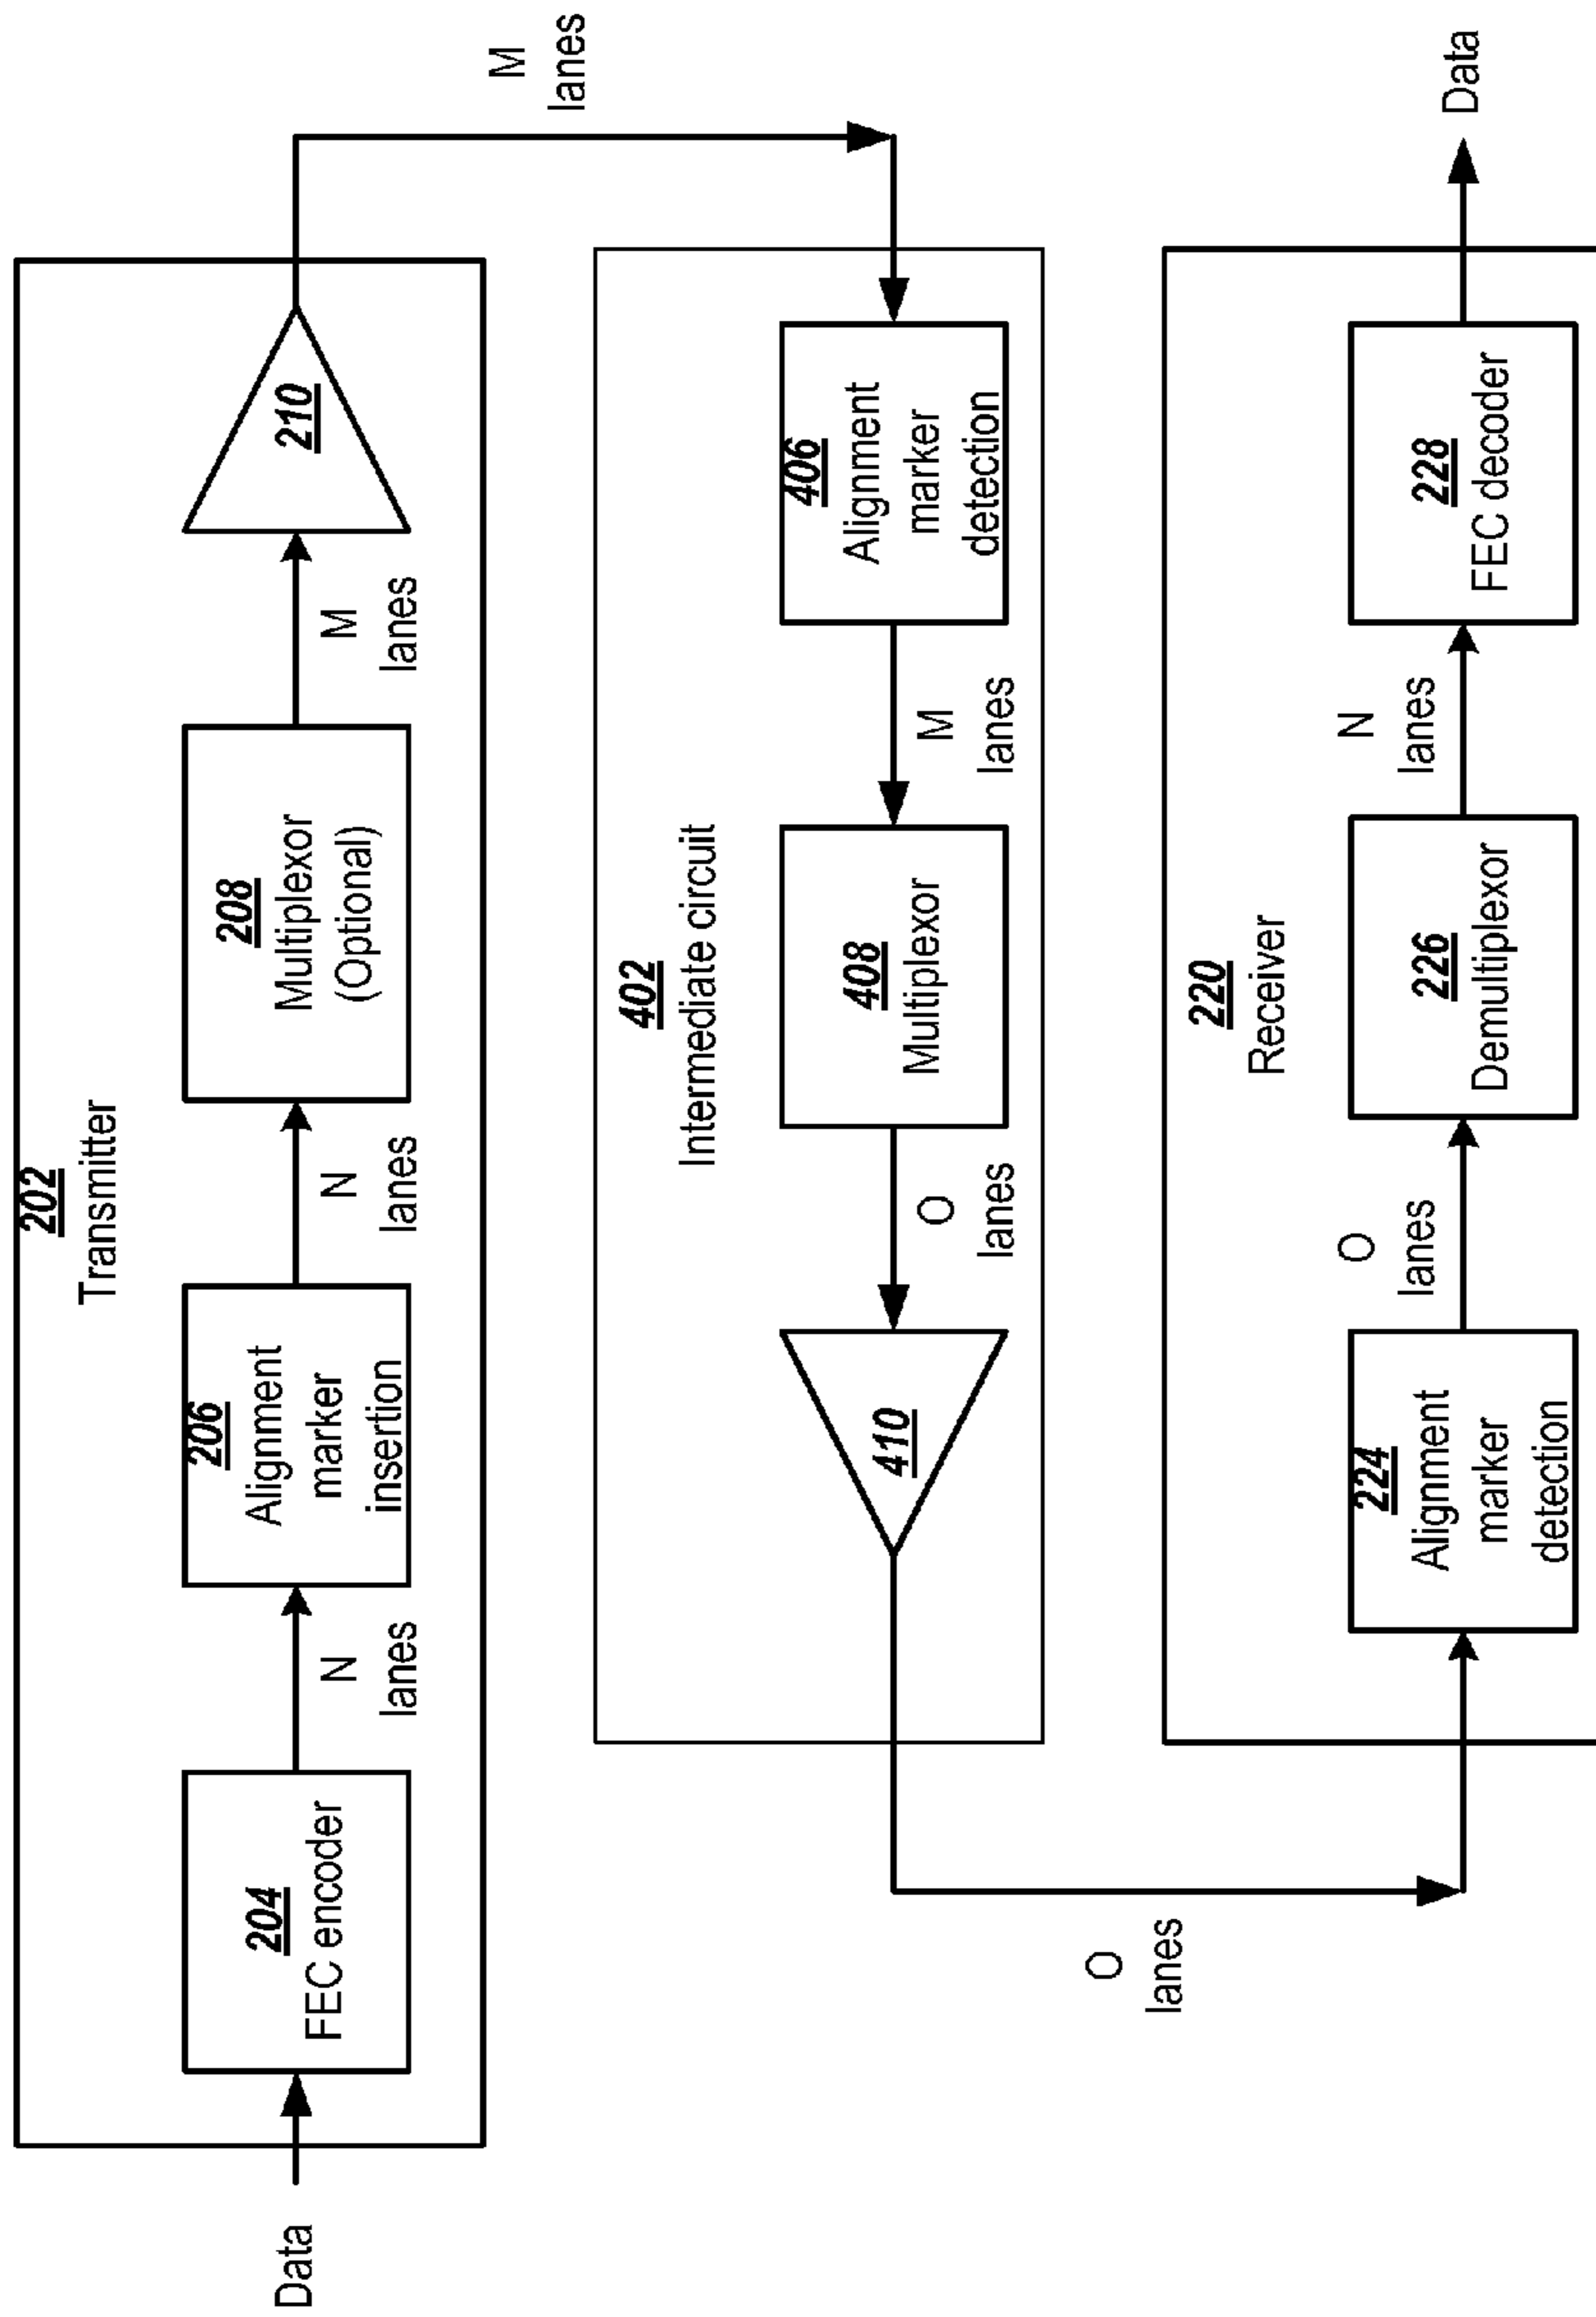 202
Transmitter
Data
204
FEC encoder
N
lanes
206
Alignment
marker
insertion
N
lanes
208
Multiplexor
(Optional)
M
lanes
210
M
lanes
402
Intermediate circuit
406
Alignment
marker
detection
M
lanes
408
Multiplexor
O
lanes
410
O
lanes
220
Receiver
224
Alignment
marker
detection
O
lanes
226
Demultiplexor
N
lanes
228
FEC decoder
Data